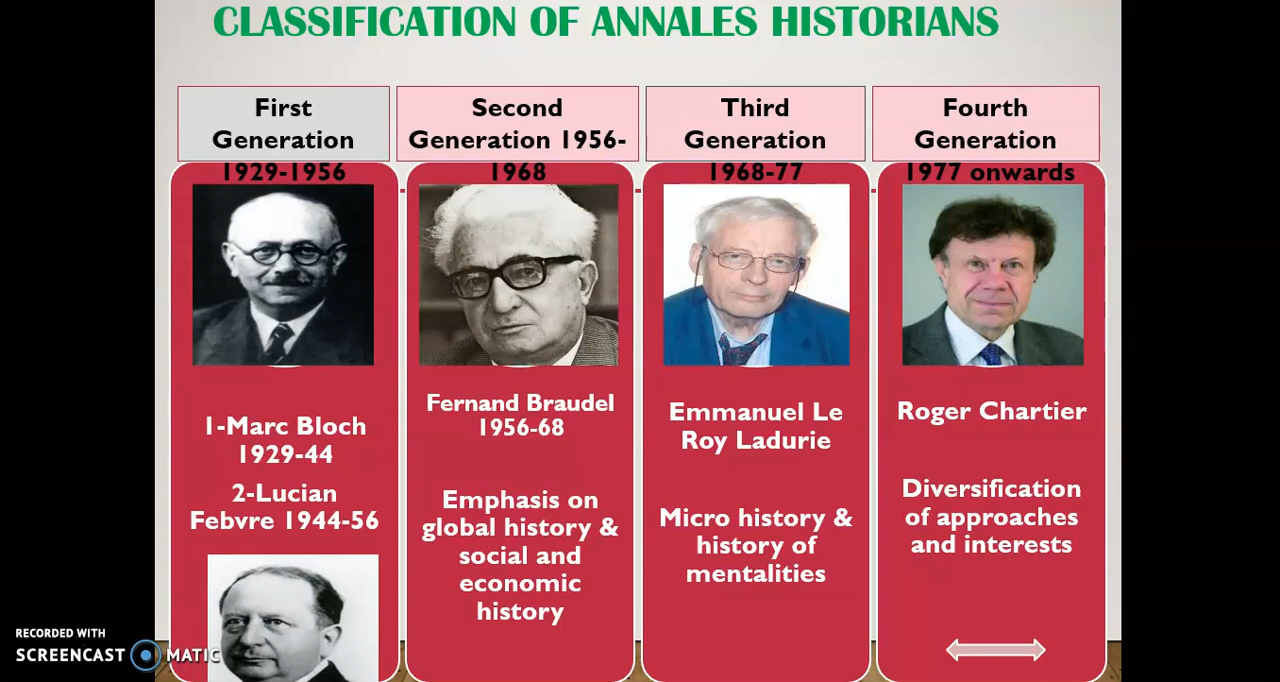 CLASSIFICATION OF ANNALES HISTORIANS
First
Generation
1929-1956
1-Marc Bloch
1929-44
2-Lucian
Febvre 1944-56
Second
Generation 1956-
1968
Fernand Braudel
1956-68
Emphasis on
global history &
social and
economic
history
Third
Generation
1968-77
Emmanuel Le
Roy Ladurie
Micro history &
history of
mentalities
Fourth
Generation
1977 onwards
Roger Chartier
Diversification
of approaches
and interests
RECORDED WITH
SCREENCAST MATIC